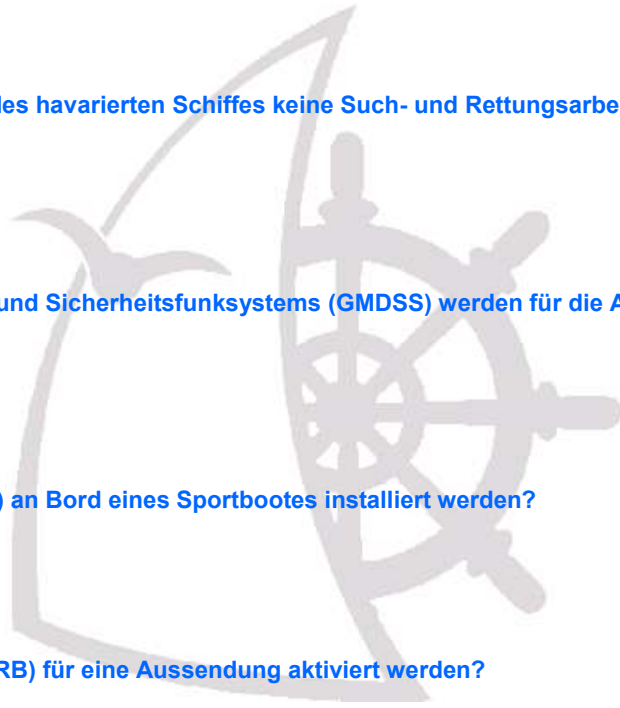 des havarierten Schiffes keine Such- und Rettungsarbe
und Sicherheitsfunksystems (GMDSS) werden für die A
) an Bord eines Sportbootes installiert werden?
RB) für eine Aussendung aktiviert werden?